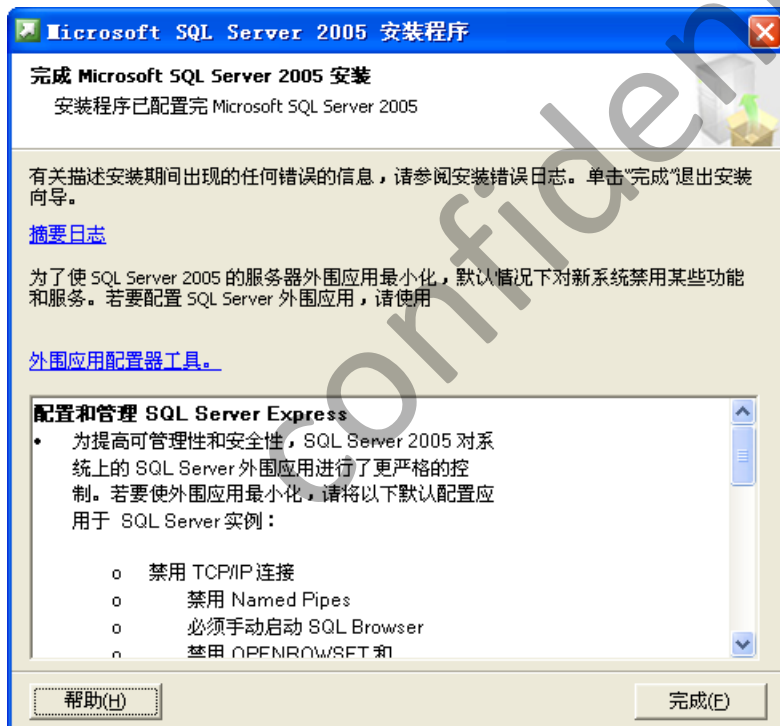 Microsoft SQL Server 2005 安装程序
完成 Microsoft SQL Server 2005 安装
安装程序已配置完 Microsoft SQL Server 2005
有关描述安装期间出现的任何错误的信息，请参阅安装错误日志。单击“完成”退出安装
向导。
摘要日志
为了使 SQL Server 2005 的服务器外围应用最小化，默认情况下对新系统禁用某些功能
和服务。若要配置 SQL Server 外围应用，请使用
外围应用配置器工具。
配置和管理 SQL Server Express
• 为提高可管理性和安全性，SQL Server 2005 对系
统上的 SQL Server 外围应用进行了更严格的控
制。若要使外围应用最小化，请将以下默认配置应
用于 SQL Server 实例：
o 禁用 TCP/IP 连接
o 禁用 Named Pipes
o 必须手动启动 SQL Browser
o 禁用 OPENROWSET 和
帮助(H)
完成(F)
confiden